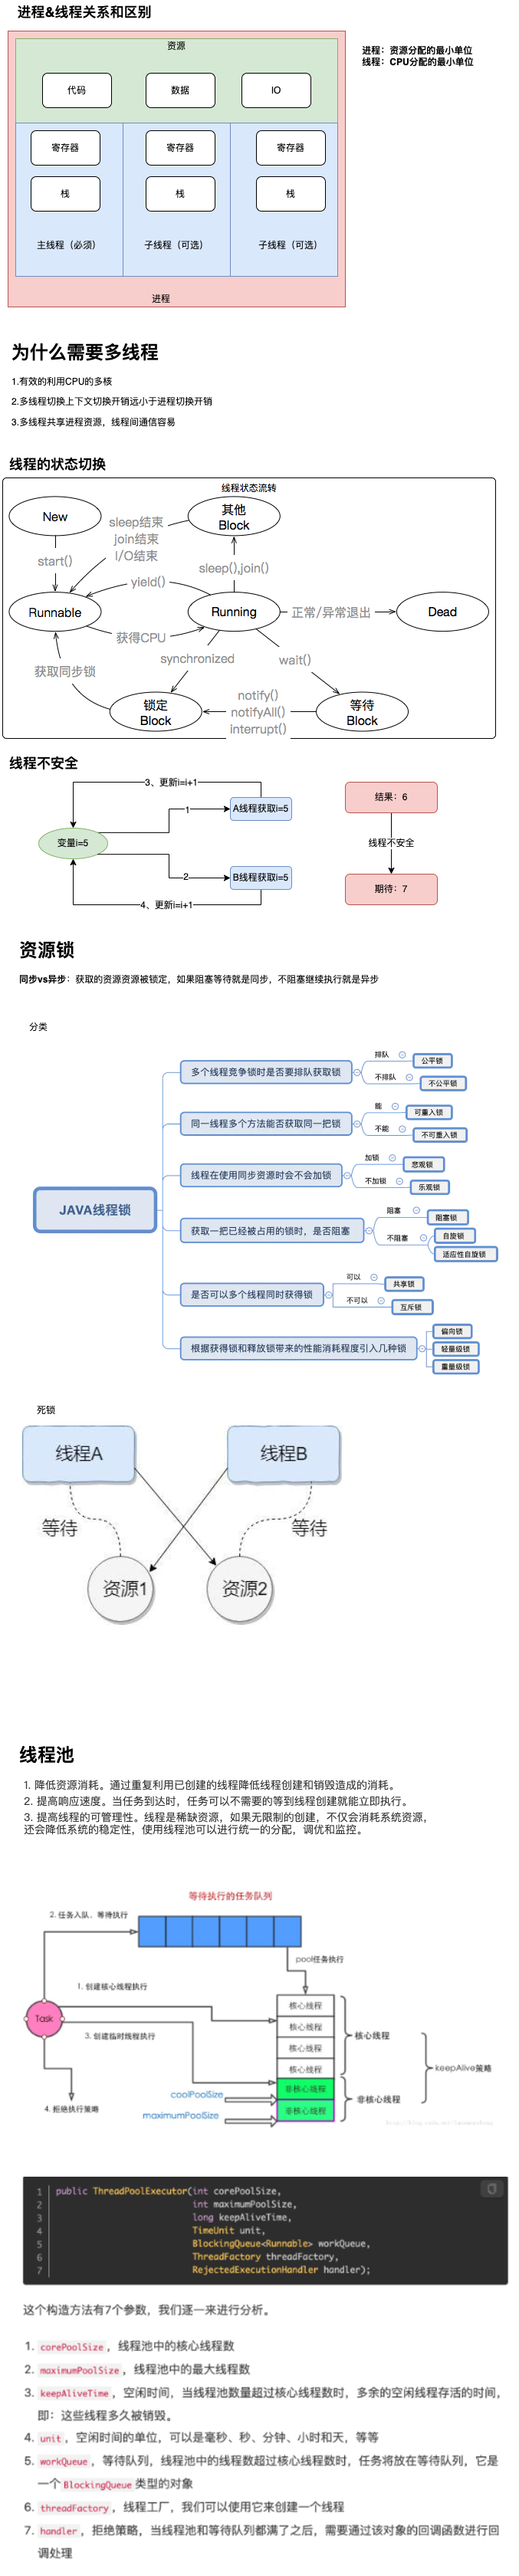 进程&线程关系和区别
资源
进程：资源分配的最小单位
线程：CPU分配的最小单位
代码
数据
IO
寄存器
寄存器
寄存器
栈
栈
栈
主线程（必须）
子线程（可选）
子线程（可选）
进程
为什么需要多线程
1.有效的利用CPU的多核
2.多线程切换上下文切换开销远小于进程切换开销
3.多线程共享进程资源，线程间通信容易
线程的状态切换
线程状态流转
New
sleep结束
join结束
I/O结束
其他
Block
start()
sleep(),join()
yield()
Runnable
Running
正常/异常退出
Dead
获得CPU
synchronized
wait()
获取同步锁
锁定
Block
notify()
notifyAll()
interrupt()
等待
Block
线程不安全
3、更新i=i+1
1
A线程获取i=5
结果：6
变量i=5
线程不安全
2
B线程获取i=5
期待：7
4、更新i=i+1
资源锁
同步vs异步：获取的资源资源被锁定，如果阻塞等待就是同步，不阻塞继续执行就是异步
分类
JAVA线程锁
多个线程竞争锁时是否要排队获取锁
排队
公平锁
不排队
不公平锁
同一线程多个方法能否获取同一把锁
能
可重入锁
不能
不可重入锁
线程在使用同步资源时会不会加锁
加锁
悲观锁
不加锁
乐观锁
获取一把已经被占用的锁时，是否阻塞
阻塞
阻塞锁
不阻塞
自旋锁
适应性自旋锁
是否可以多个线程同时获得锁
可以
共享锁
不可以
互斥锁
根据获得锁和释放锁带来的性能消耗程度引入几种锁
偏向锁
轻量级锁
重量级锁
死锁
线程A
线程B
等待
等待
资源1
资源2
线程池
1. 降低资源消耗。通过重复利用已创建的线程降低线程创建和销毁造成的消耗。
2. 提高响应速度。当任务到达时，任务可以不需要的等到线程创建就能立即执行。
3. 提高线程的可管理性。线程是稀缺资源，如果无限制的创建，不仅会消耗系统资源，
还会降低系统的稳定性，使用线程池可以进行统一的分配，调优和监控。
等待执行的任务队列
2. 任务入队，等待执行
pool任务执行
1. 创建核心线程执行
核心线程
核心线程
核心线程
核心线程
核心线程
Task
3. 创建临时线程执行
keepAlive策略
非核心线程
非核心线程
非核心线程
coolPoolSize
maximumPoolSize
4. 拒绝执行策略
1 public ThreadPoolExecutor(int corePoolSize,
2 int maximumPoolSize,
3 long keepAliveTime,
4 TimeUnit unit,
5 BlockingQueue<Runnable> workQueue,
6 ThreadFactory threadFactory,
7 RejectedExecutionHandler handler);
这个构造方法有7个参数，我们逐一来进行分析。
1. corePoolSize，线程池中的核心线程数
2. maximumPoolSize，线程池中的最大线程数
3. keepAliveTime，空闲时间，当线程池数量超过核心线程数时，多余的空闲线程存活的时间，
即：这些线程多久被销毁。
4. unit，空闲时间的单位，可以是毫秒、秒、分钟、小时和天，等等
5. workQueue，等待队列，线程池中的线程数超过核心线程数时，任务将放在等待队列，它是
一个 BlockingQueue 类型的对象
6. threadFactory，线程工厂，我们可以使用它来创建一个线程
7. handler，拒绝策略，当线程池和等待队列都满了之后，需要通过该对象的回调函数进行回
调处理